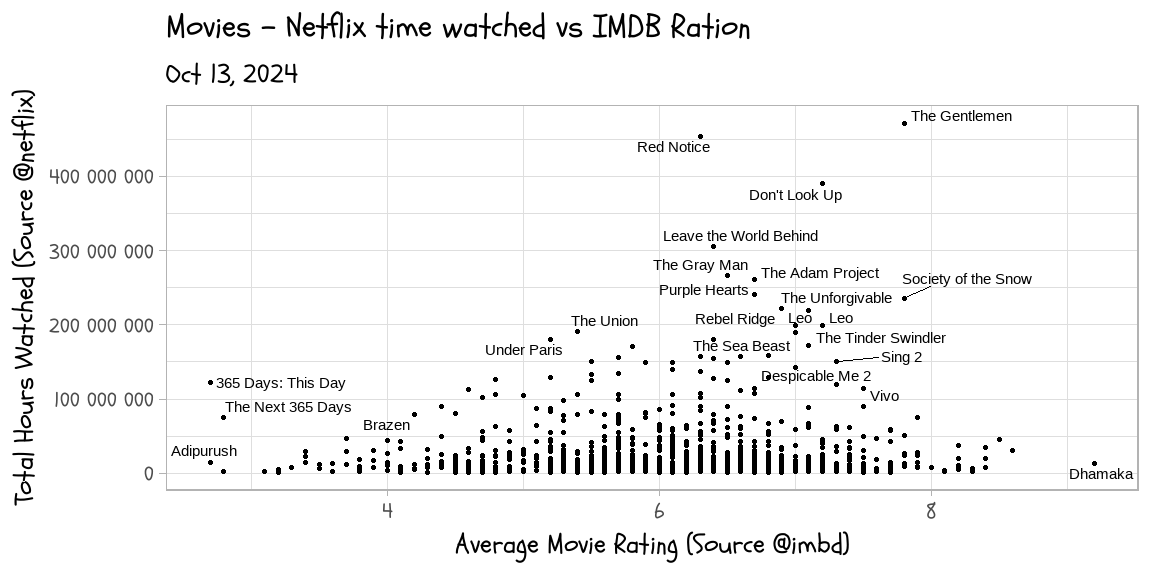 Movies – Netflix time watched vs IMDB Ration
Oct 13, 2024
Total Hours Watched (Source @netflix)
400 000 000
300 000 000
200 000 000
100 000 000
0
The Gentlemen
Red Notice
Don't Look Up
Leave the World Behind
The Gray Man
The Adam Project
Society of the Snow
Purple Hearts
The Unforgivable
The Union
Rebel Ridge
Leo
Leo
Under Paris
The Sea Beast
The Tinder Swindler
Sing 2
365 Days: This Day
Despicable Me 2
The Next 365 Days
Vivo
Brazen
Adipurush
Dhamaka
4
6
8
Average Movie Rating (Source @imbd)